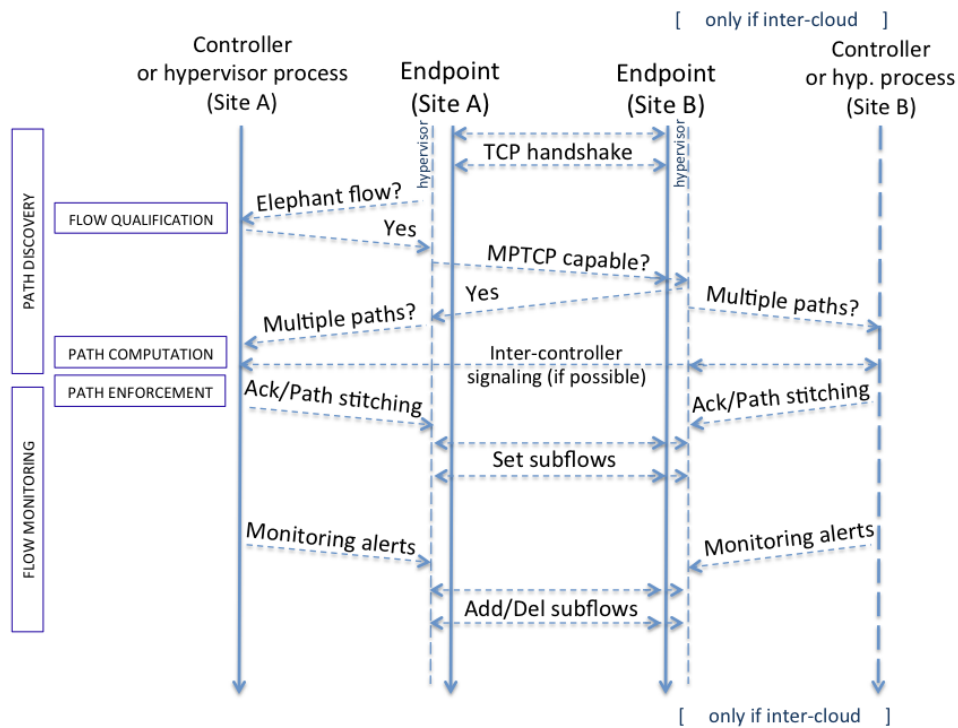 [ only if inter-cloud ]
Controller
or hypervisor process
(Site A)
Endpoint
(Site A)
Endpoint
(Site B)
Controller
or hyp. process
(Site B)
hypervisor
hypervisor
TCP handshake
PATH DISCOVERY
Elephant flow?
FLOW QUALIFICATION
Yes
MPTCP capable?
Yes
Multiple paths?
Multiple paths?
PATH COMPUTATION
Inter-controller
signaling (if possible)
PATH ENFORCEMENT
Ack/Path stitching
Ack/Path stitching
FLOW MONITORING
Set subflows
Monitoring alerts
Monitoring alerts
Add/Del subflows
[ only if inter-cloud ]